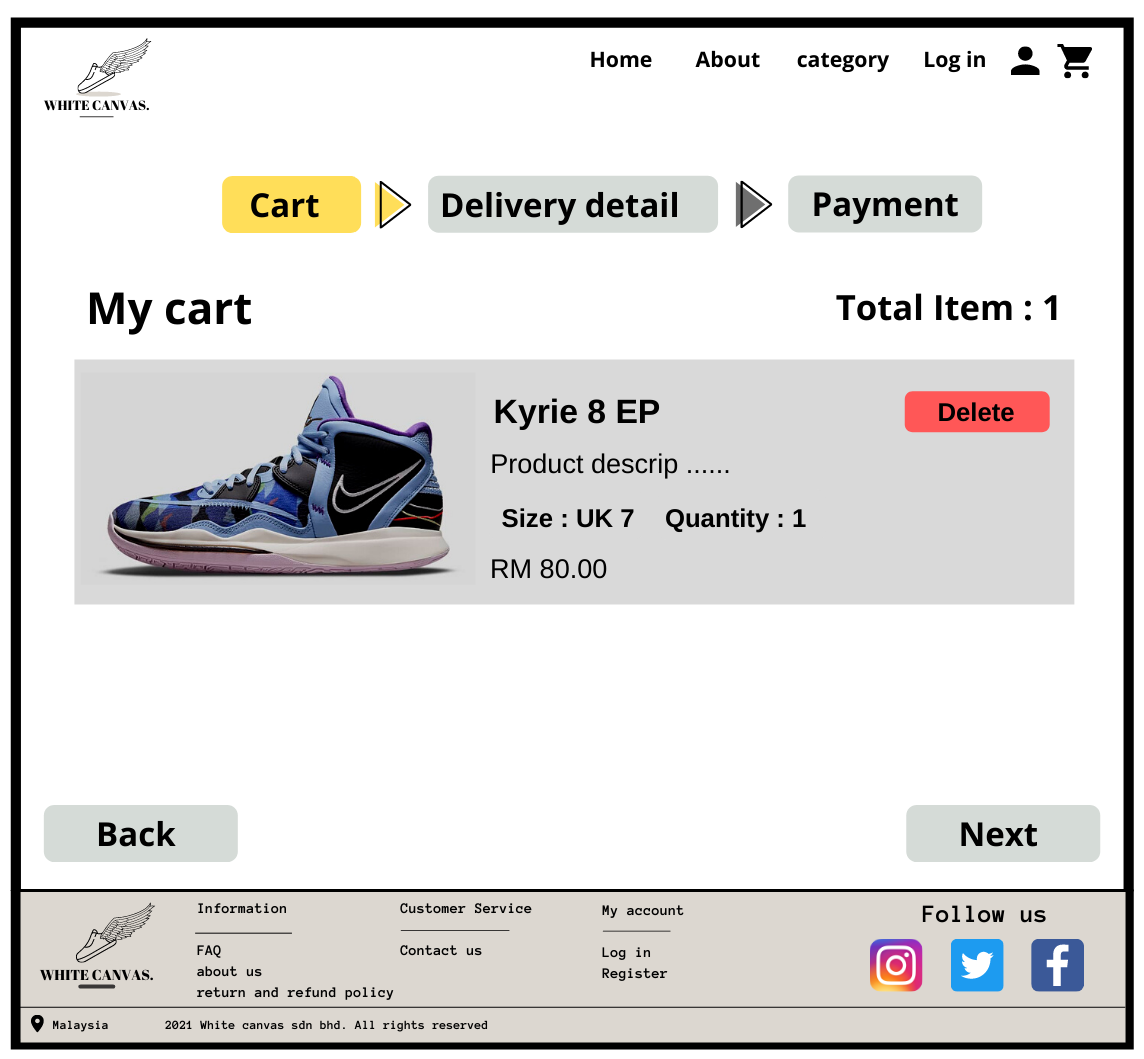 WHITE CANVAS.
Home About category Log in
Cart Delivery detail Payment
My cart
Total Item : 1
Kyrie 8 EP
Delete
Product descrip ......
Size : UK 7 Quantity : 1
RM 80.00
Back
Next
WHITE CANVAS.
Information
FAQ
about us
return and refund policy
Customer Service
Contact us
My account
Log in
Register
Follow us
Malaysia
2021 White canvas sdn bhd. All rights reserved